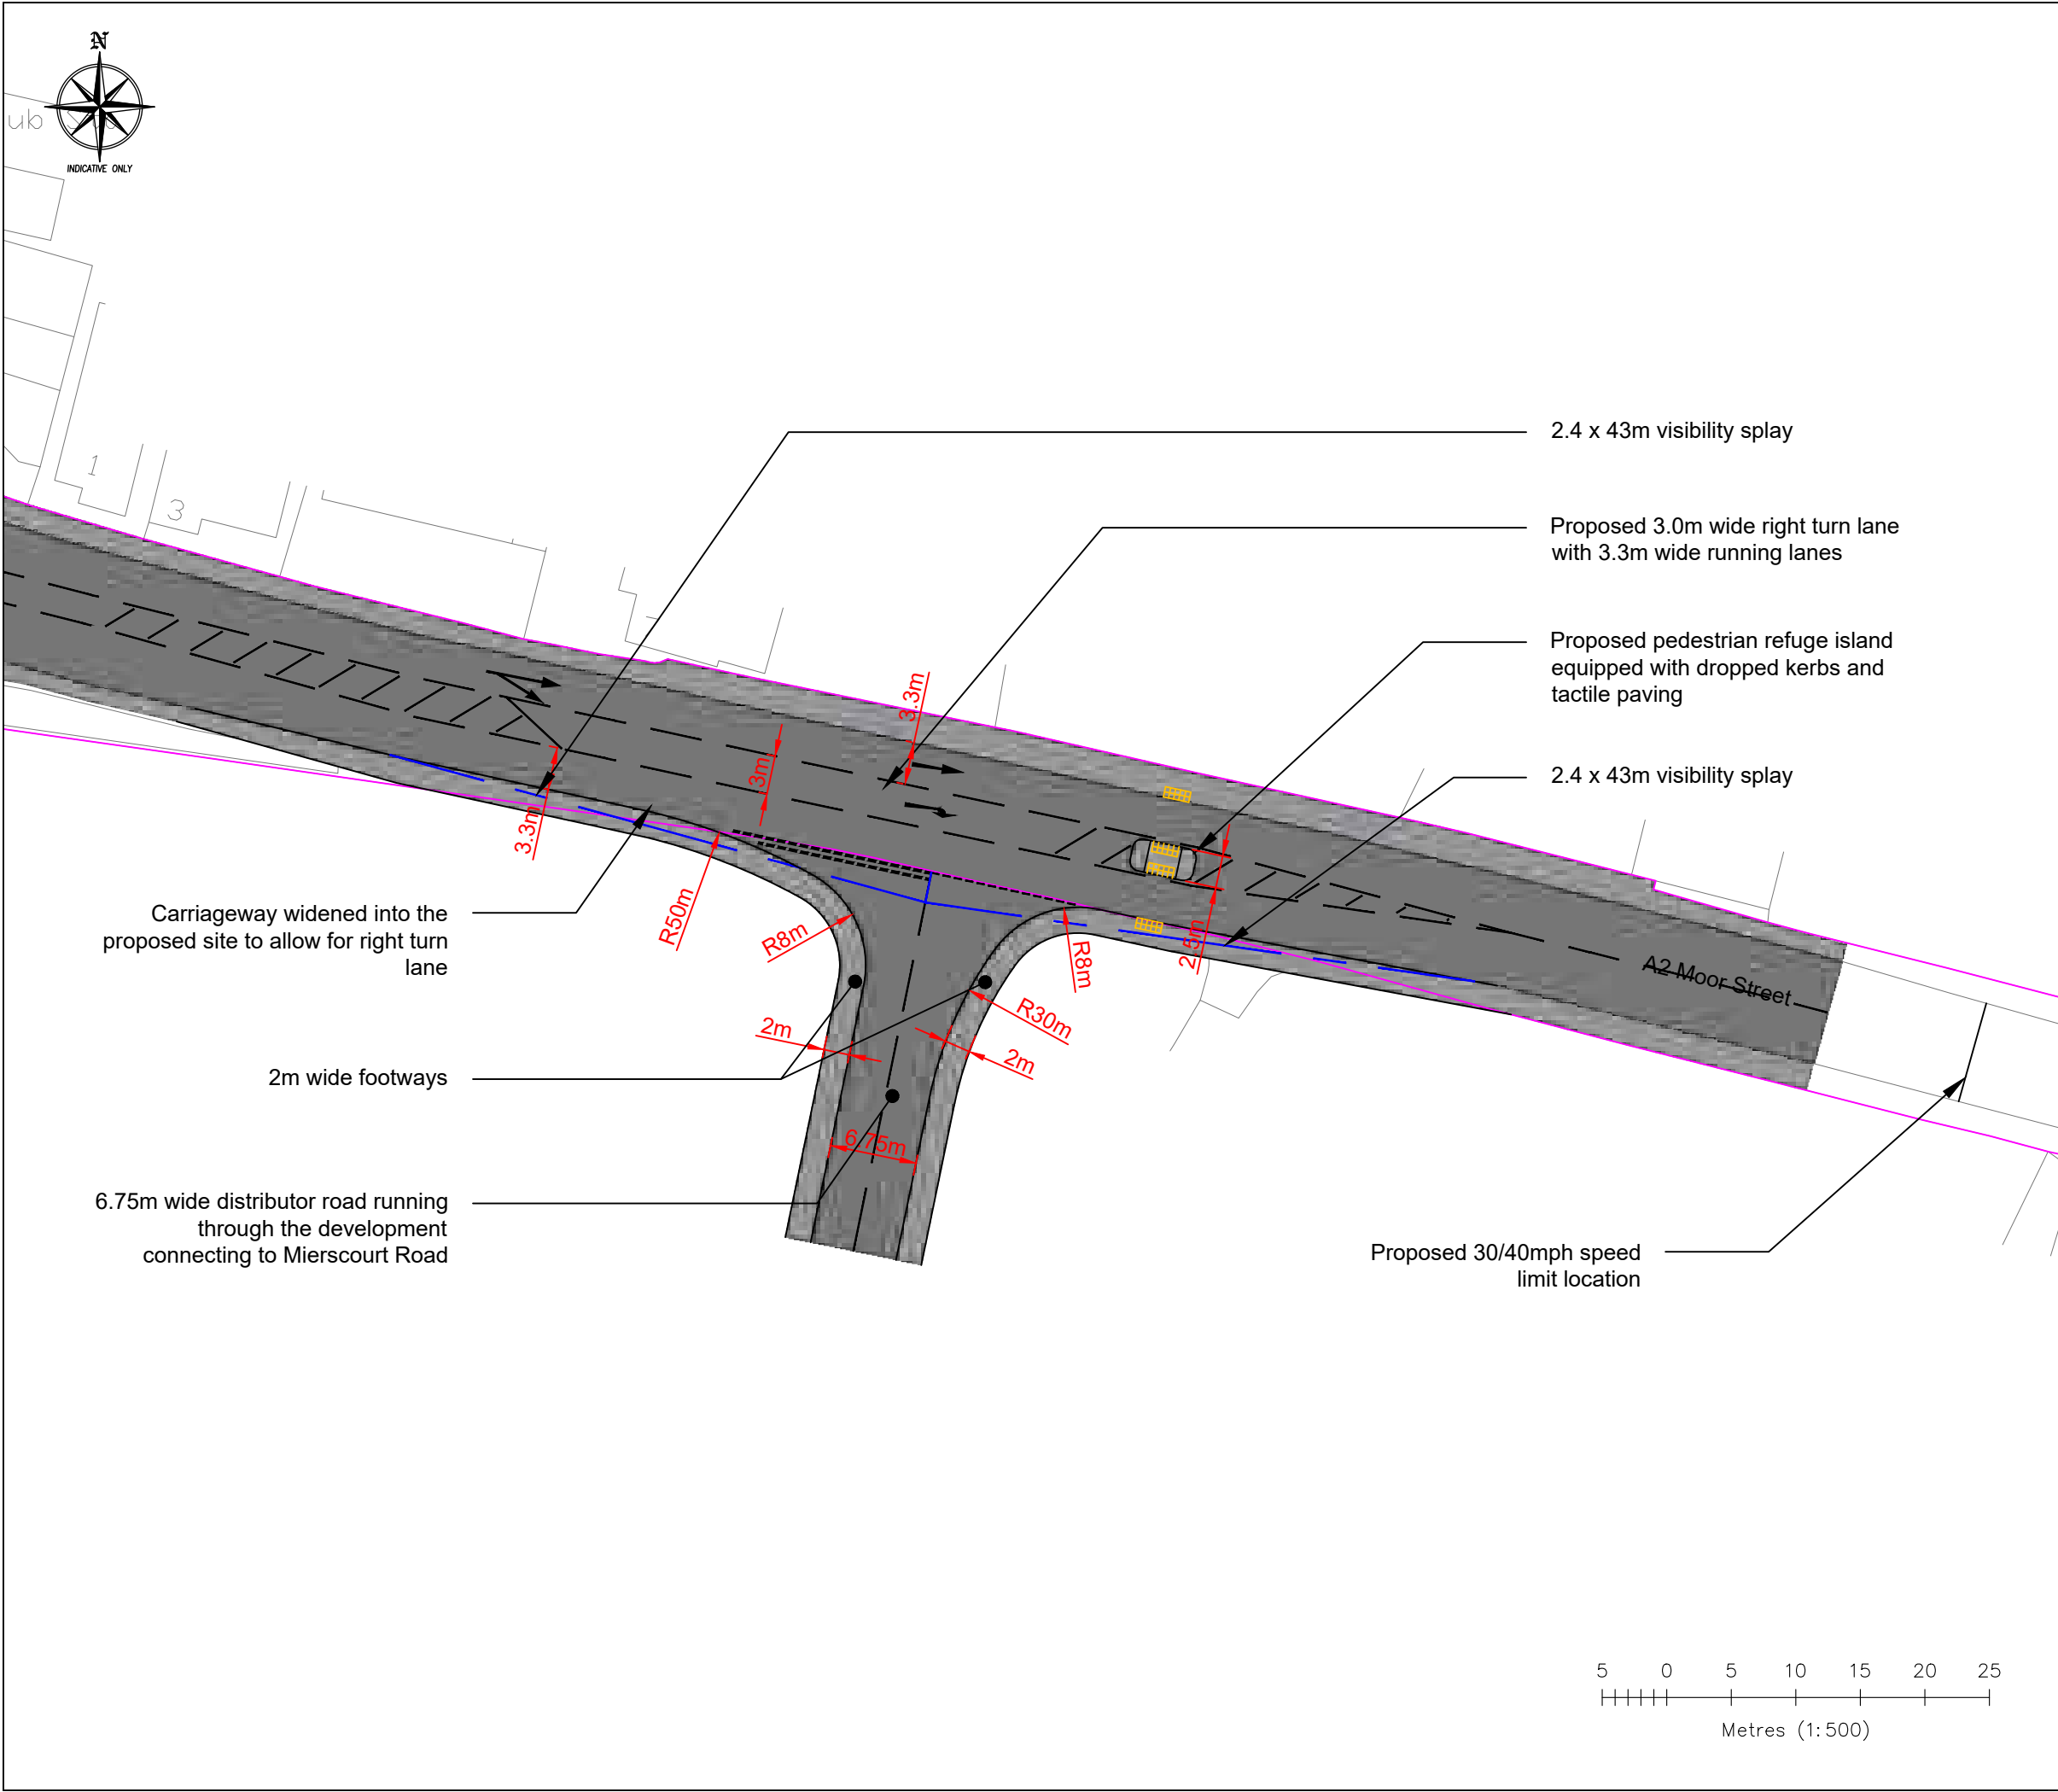 N
INDICATIVE ONLY
ub
1
3
2.4 x 43m visibility splay
Proposed 3.0m wide right turn lane
with 3.3m wide running lanes
Proposed pedestrian refuge island
equipped with dropped kerbs and
tactile paving
2.4 x 43m visibility splay
3.3m
3m
3.3m
R50m
R8m
R8m
2.5m
R30m
2m
2m
6.75m
A2 Moor Street
Carriageway widened into the
proposed site to allow for right turn
lane
2m wide footways
6.75m wide distributor road running
through the development
connecting to Mierscourt Road
Proposed 30/40mph speed
limit location
5 0 5 10 15 20 25
Metres (1:500)